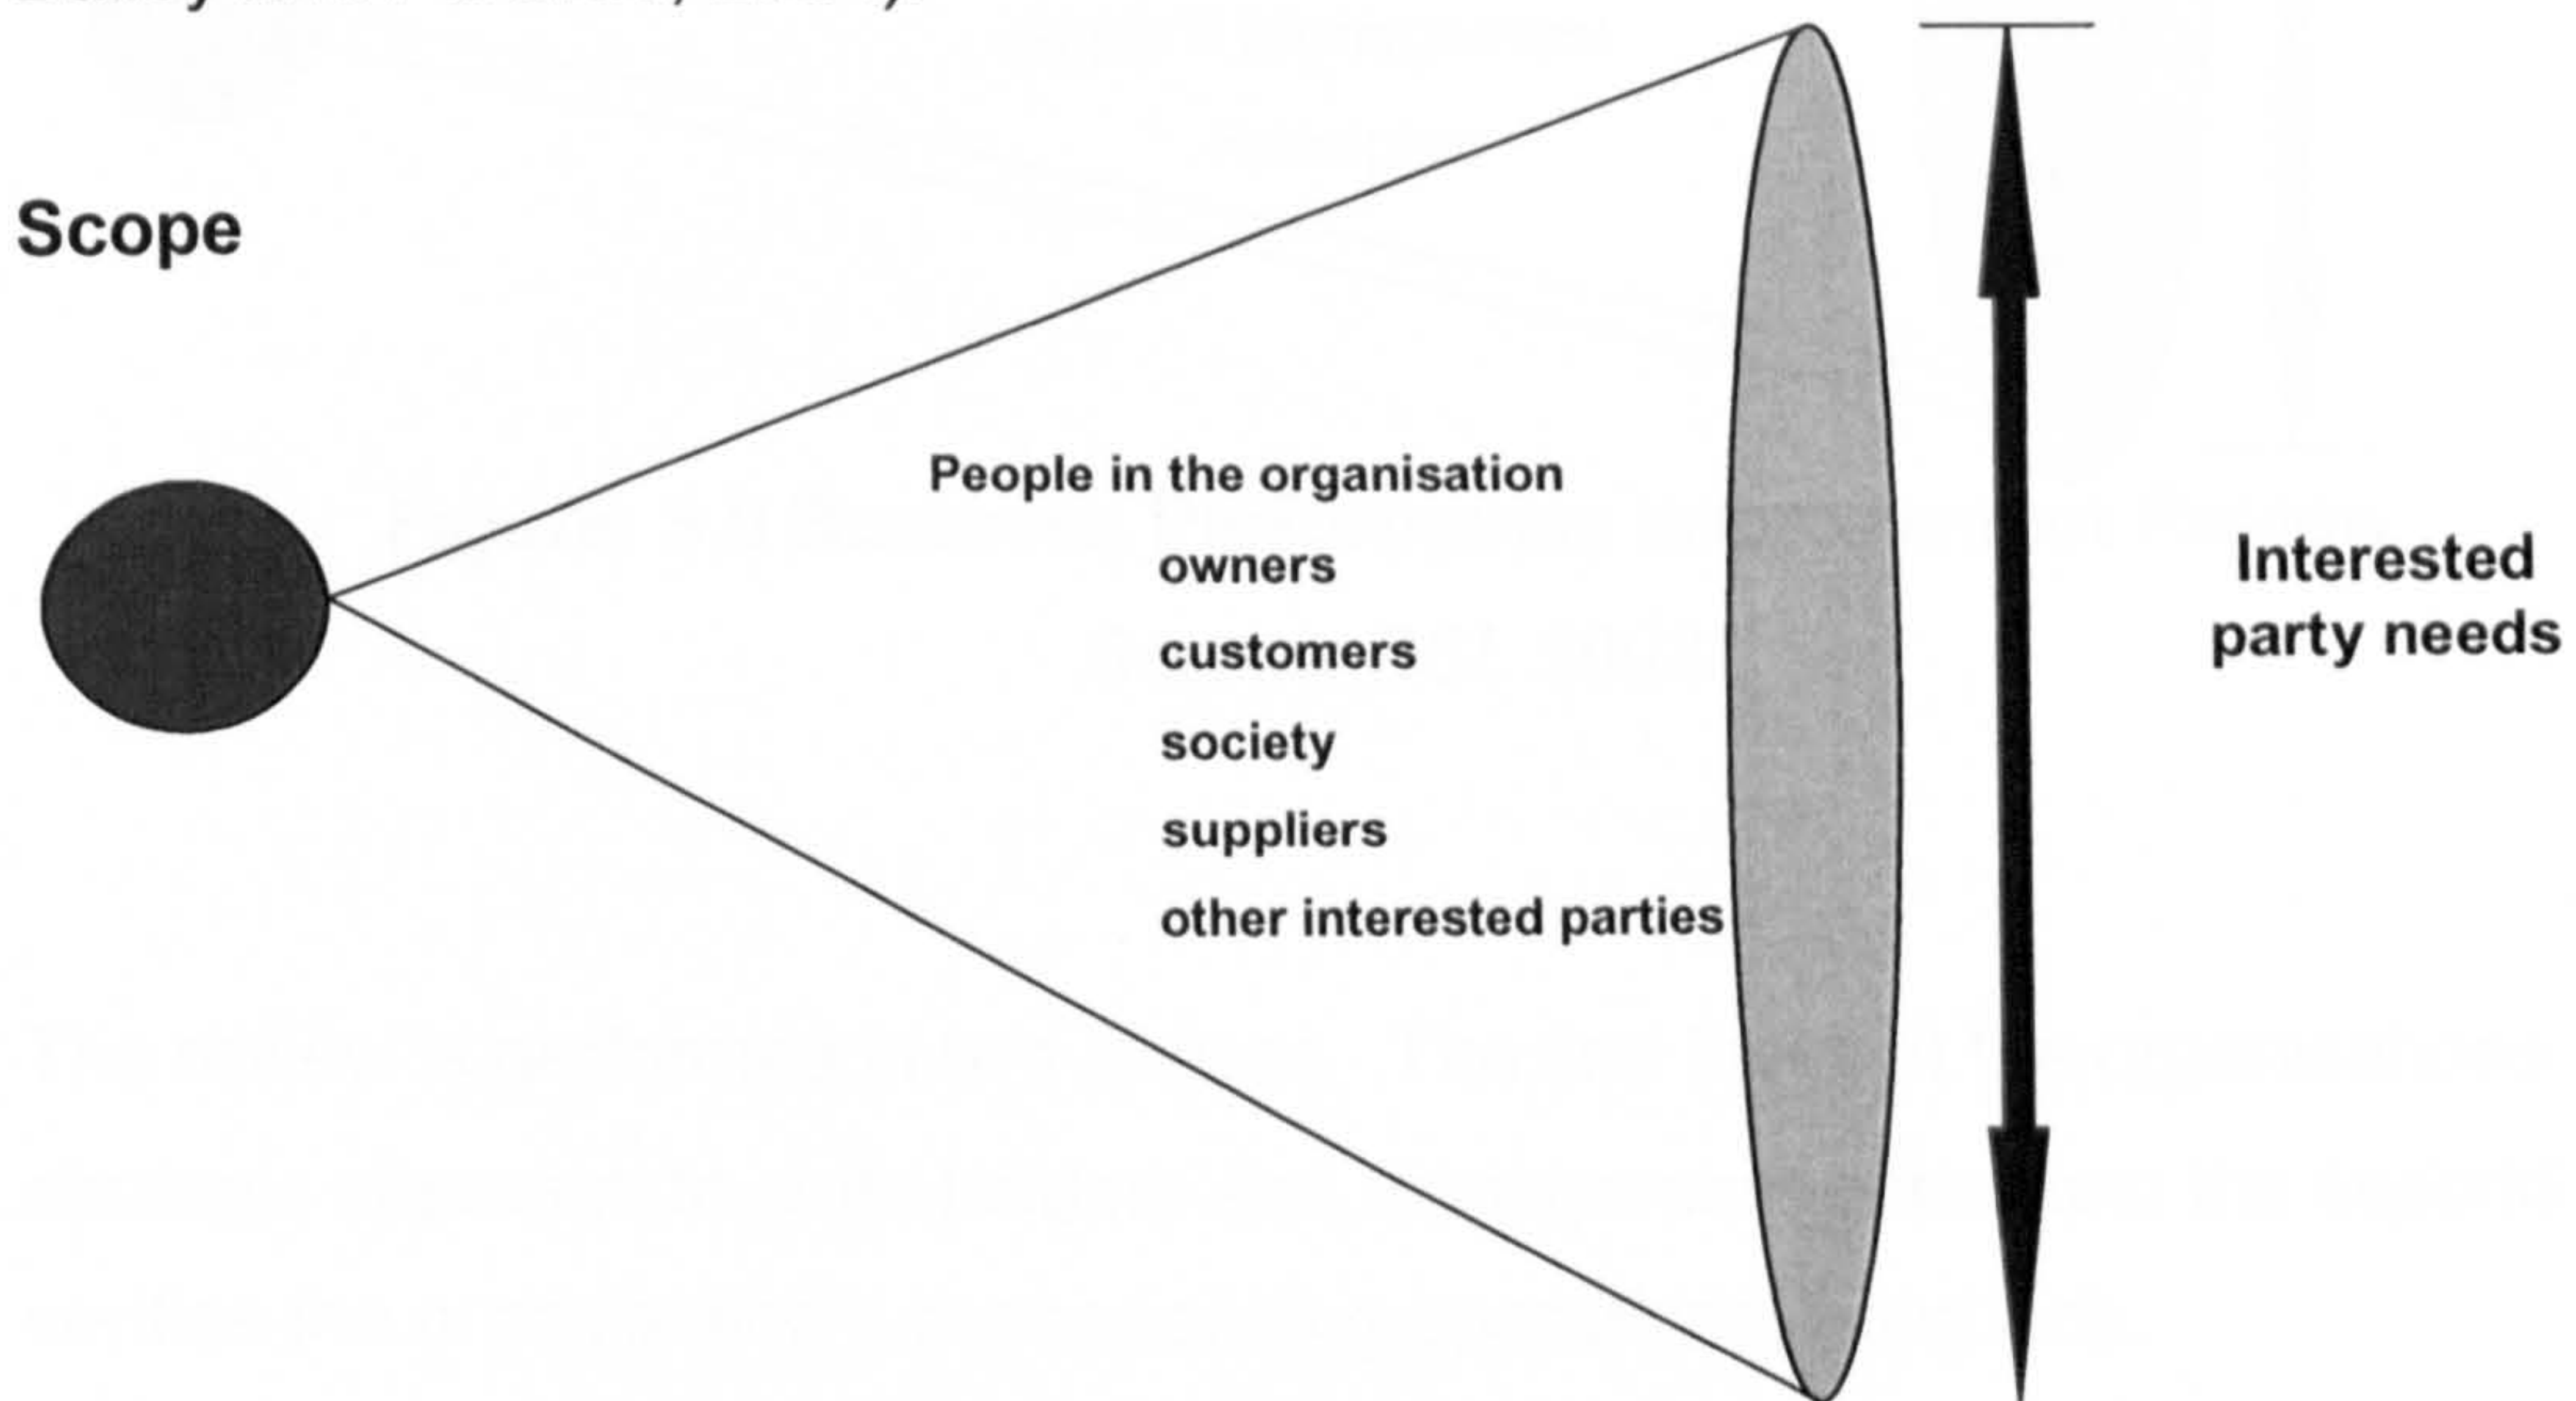 Scope
People in the organisation
owners
customers
society
suppliers
other interested parties
Interested
party needs